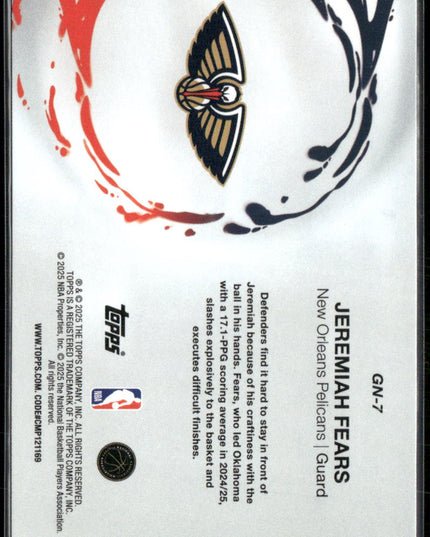 GN-7
JEREMIAH FEARS
New Orleans Pelicans | Guard
Defenders find it hard to stay in front of
Jeremiah because of his craftiness with the
ball in his hands. Fears, who led Oklahoma
with a 17.1-PPG scoring average in 2024/25,
slashes explosively to the basket and
executes difficult finishes.
topps
NBA
® & © 2025 THE TOPPS COMPANY, INC. ALL RIGHTS RESERVED.
TOPPS IS A REGISTERED TRADEMARK OF THE TOPPS COMPANY, INC.
© 2025 NBA Properties, Inc. © 2025 the National Basketball Players Association.
All rights reserved.
WWW.TOPPS.COM. CODE#CMP121169